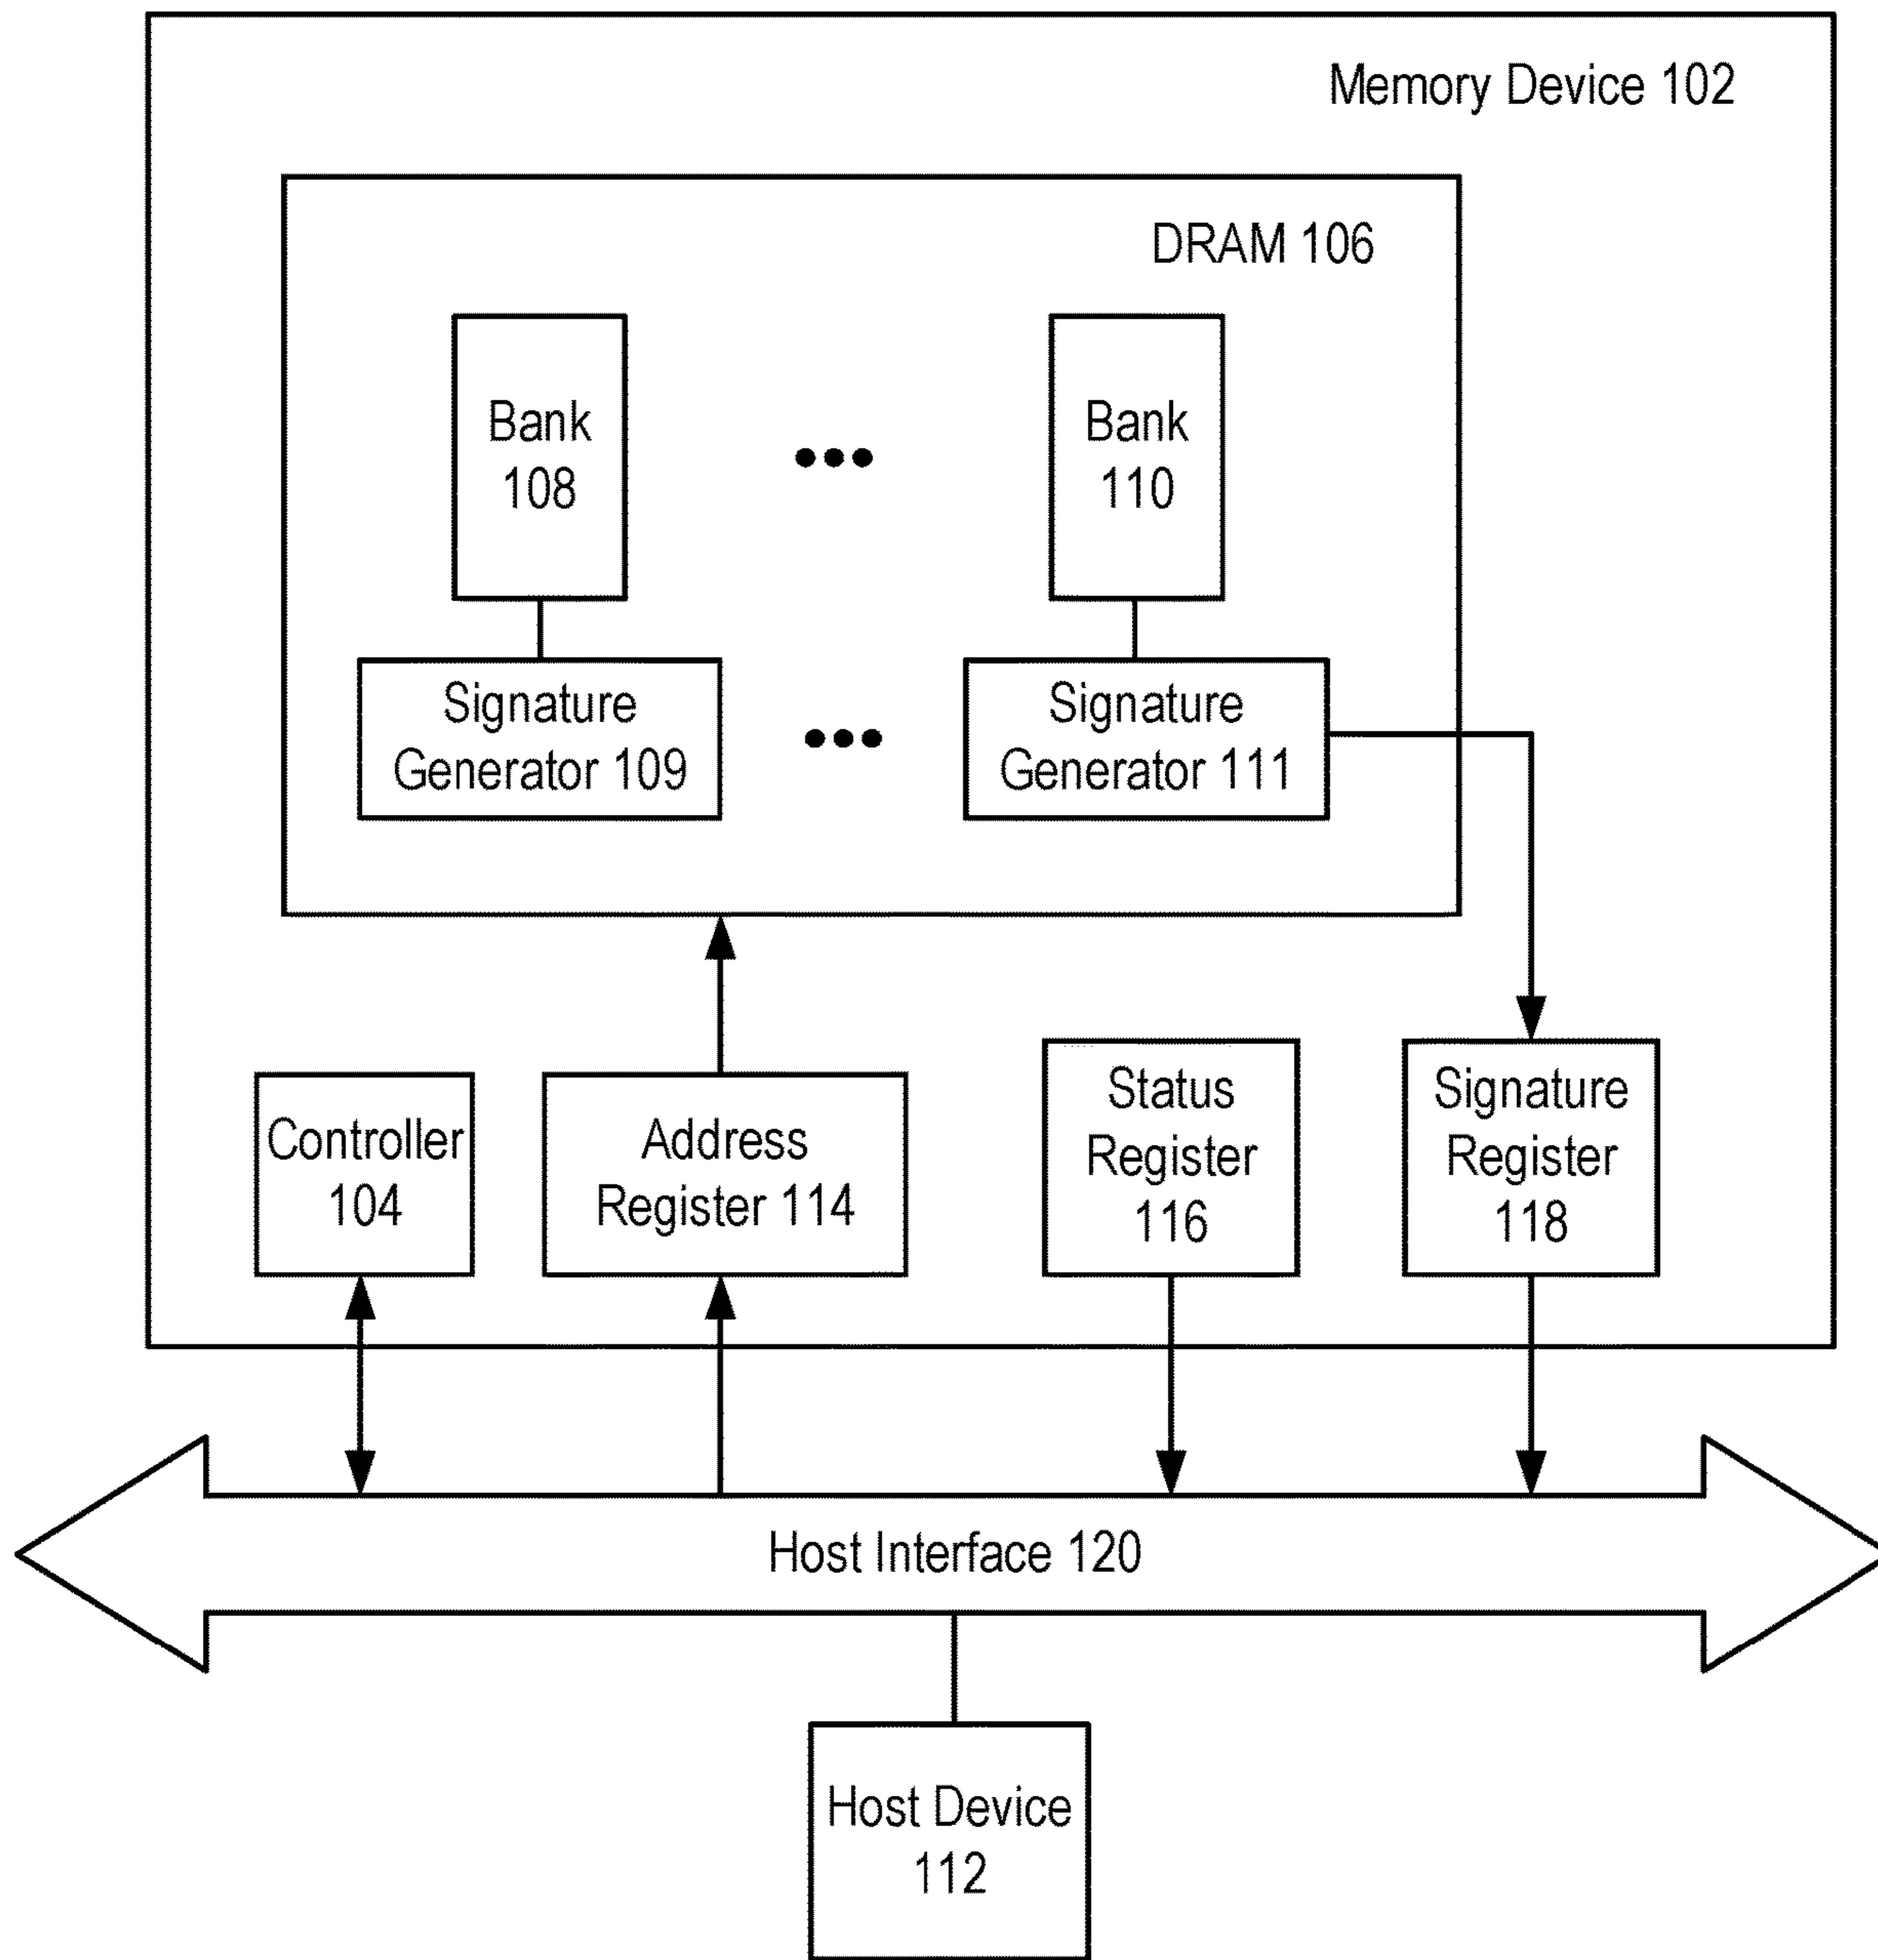 Memory Device 102
DRAM 106
Bank
108
Bank
110
Signature
Generator 109
Signature
Generator 111
Controller
104
Address
Register 114
Status
Register
116
Signature
Register
118
Host Interface 120
Host Device
112